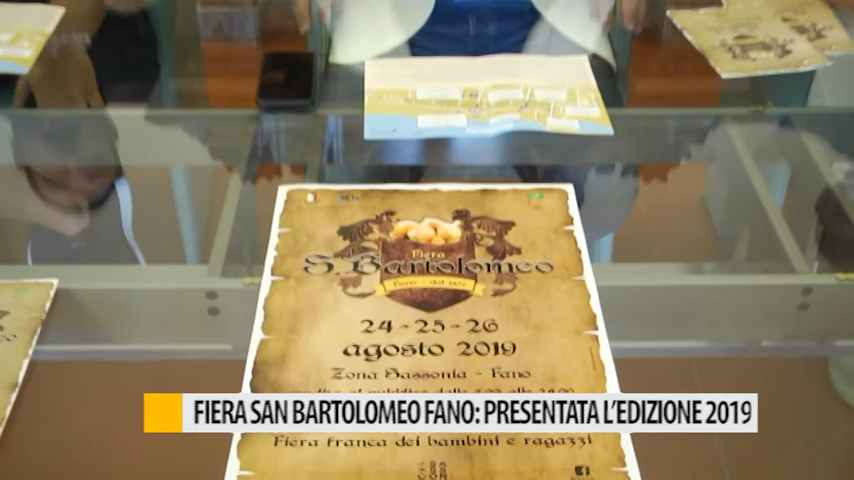 Fiera
S. Bartolomeo
24 - 25 - 26
agosto 2019
Zona Sassonia - Fano
FIERA SAN BARTOLOMEO FANO: PRESENTATA L'EDIZIONE 2019
Fiera franca dei bambini e ragazzi